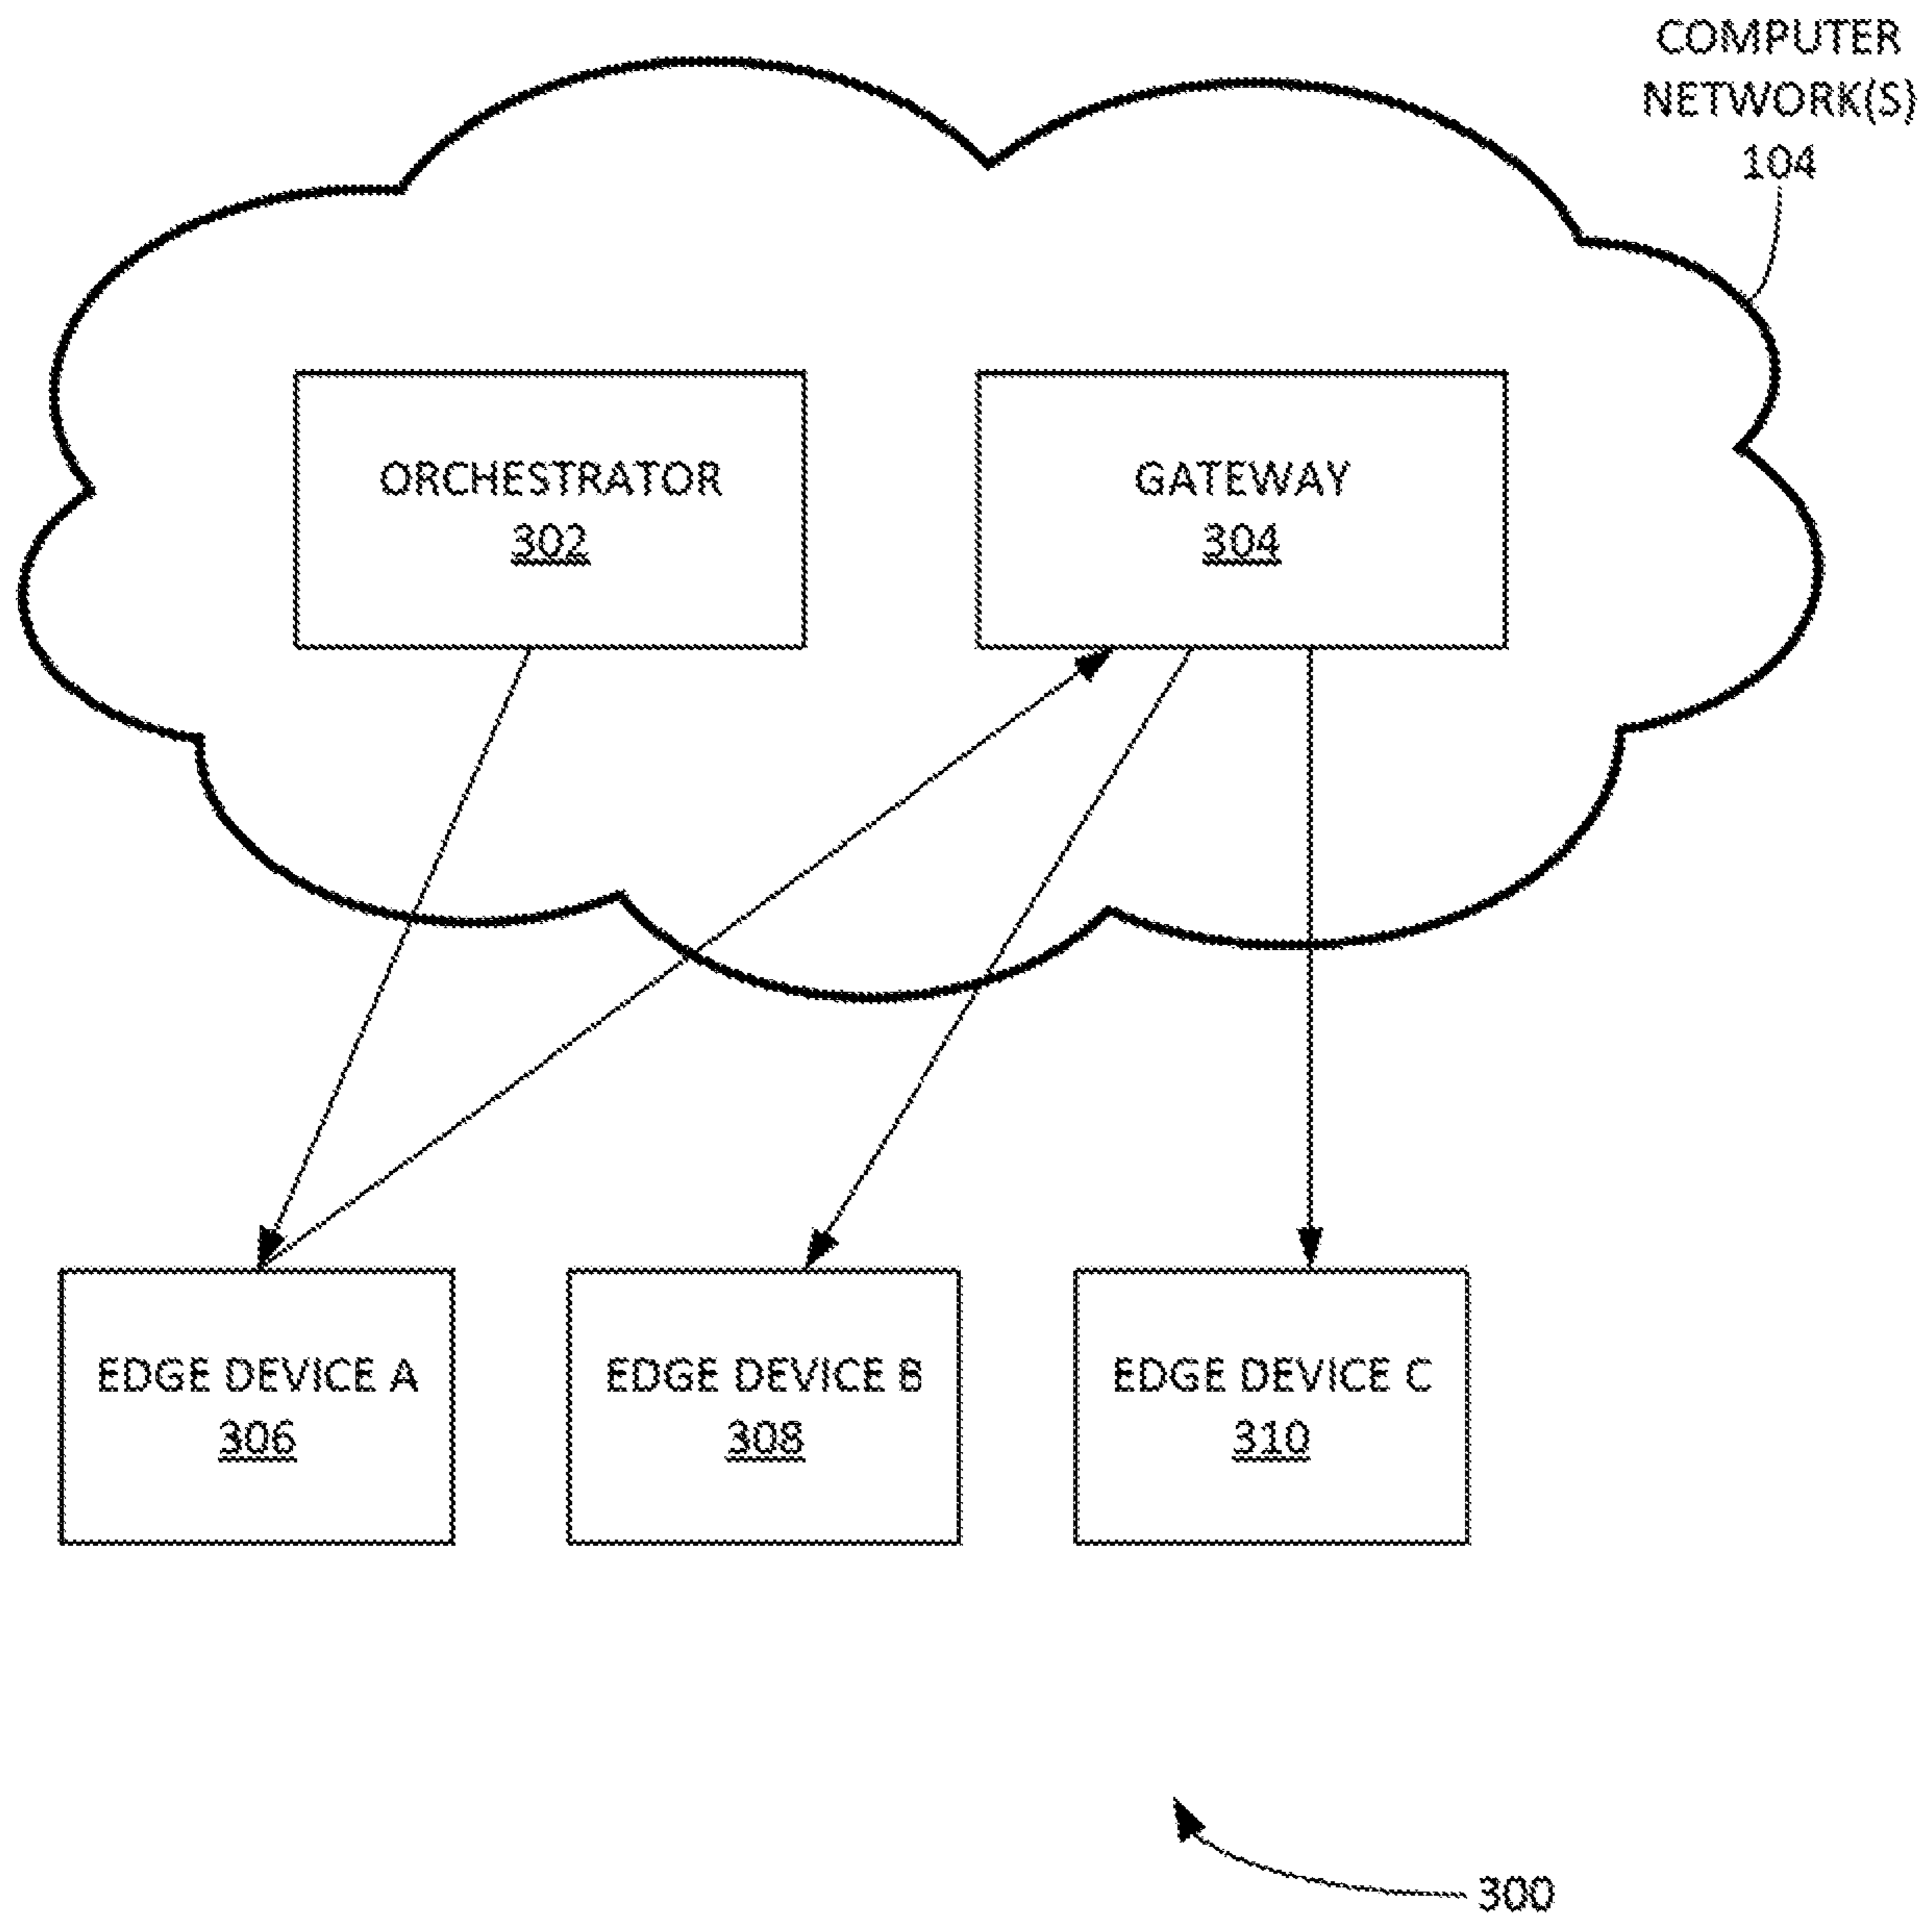 COMPUTER
NETWORK(S)
104
ORCHESTRATOR
302
GATEWAY
304
EDGE DEVICE A
306
EDGE DEVICE B
308
EDGE DEVICE C
310
300